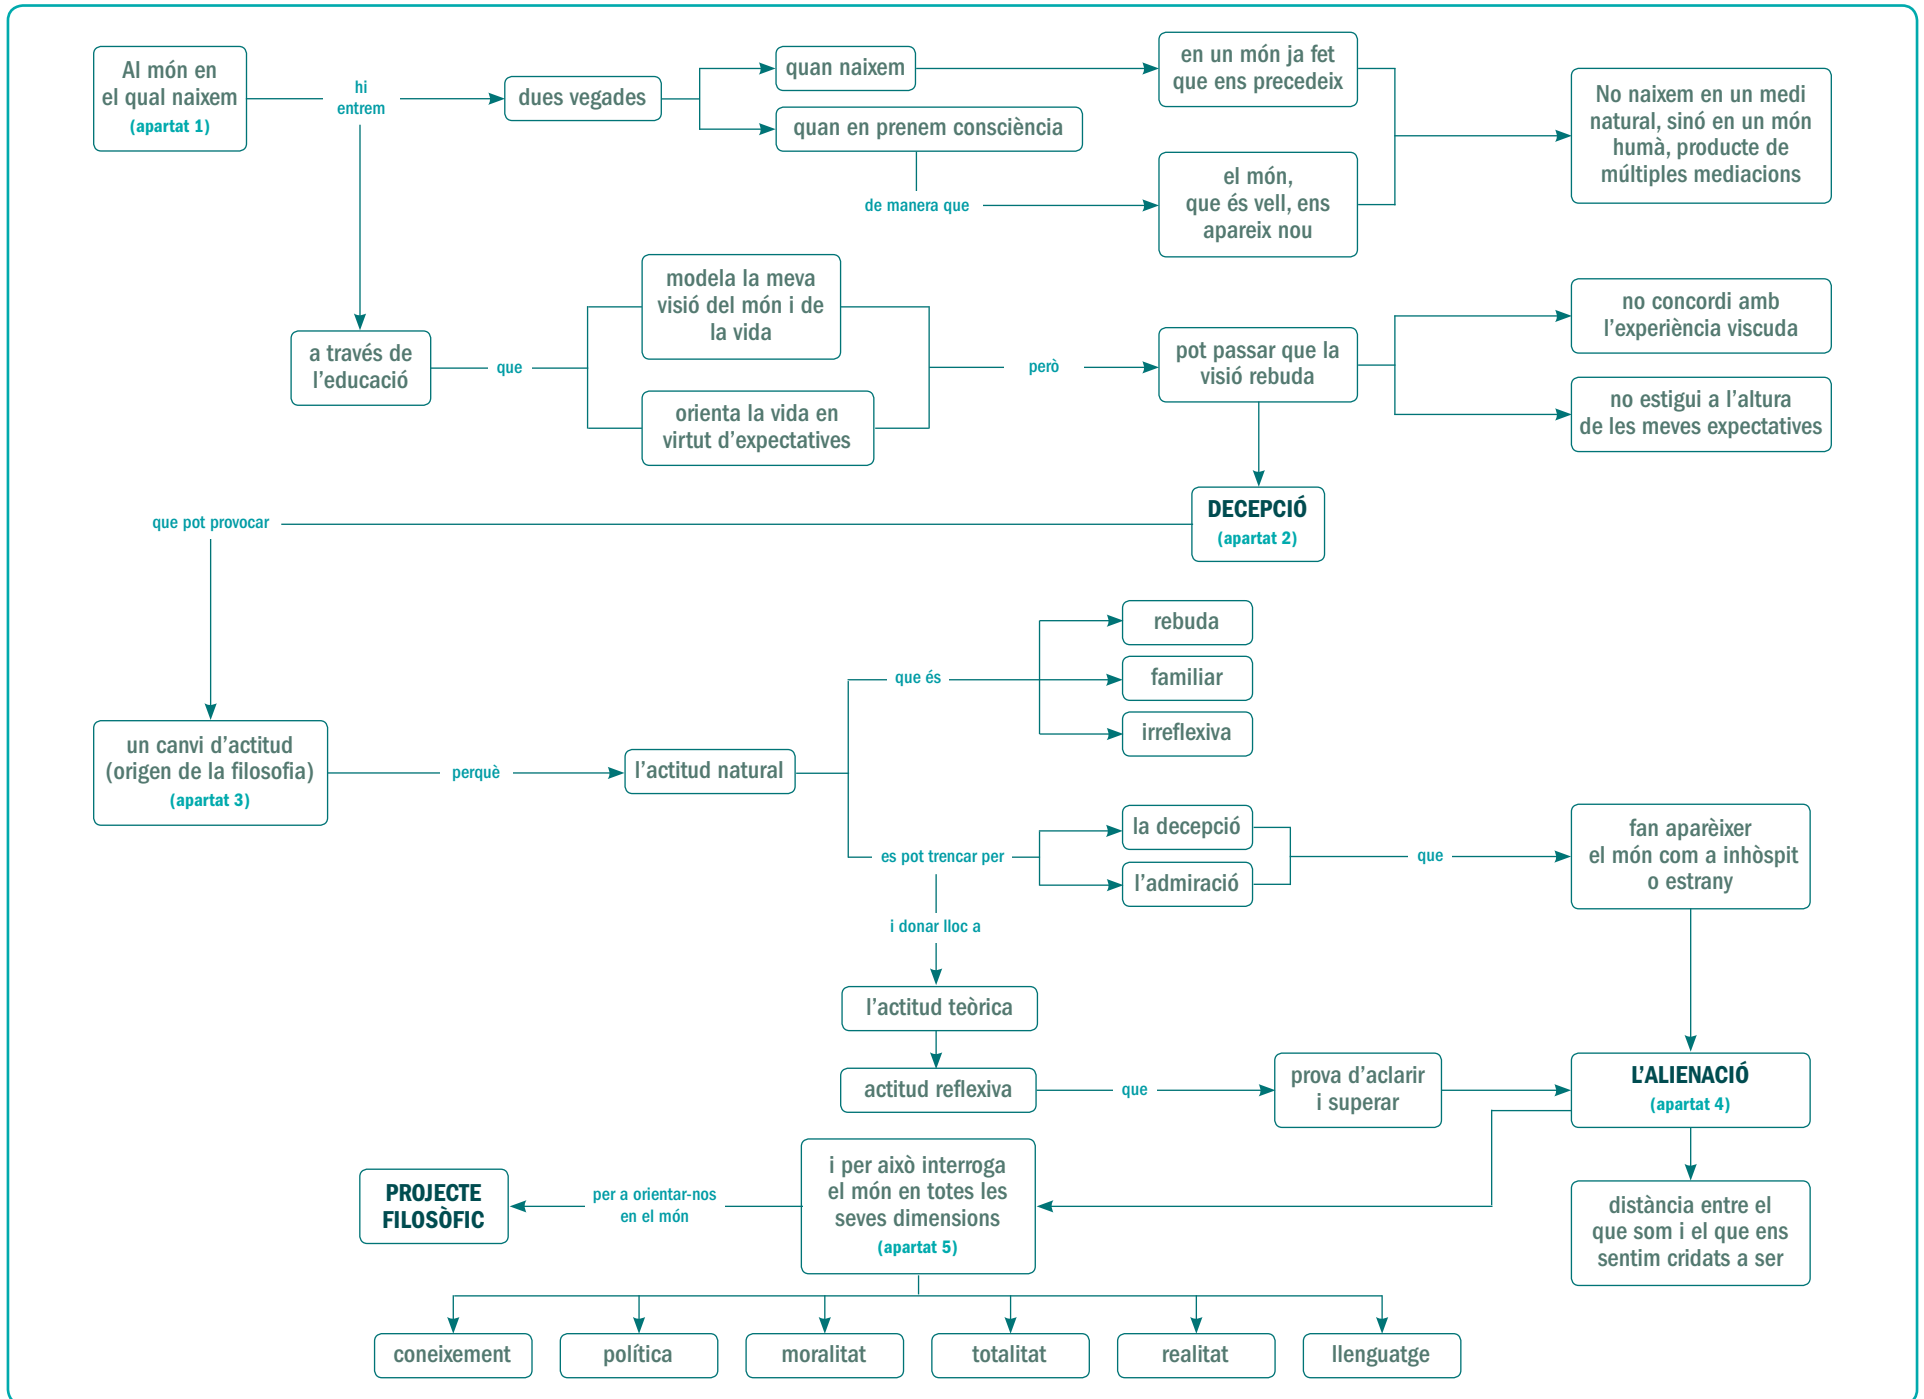 Al món en
el qual naixem
(apartat 1)
hi
entrem
dues vegades
quan naixem
quan en prenem consciència
de manera que
en un món ja fet
que ens precedeix
el món,
que és vell, ens
apareix nou
No naixem en un medi
natural, sinó en un món
humà, producte de
múltiples mediacions
a través de
l’educació
que
modela la meva
visió del món i de
la vida
orienta la vida en
virtut d’expectatives
però
pot passar que la
visió rebuda
no concordi amb
l’experiència viscuda
no estigui a l’altura
de les meves expectatives
DECEPCIÓ
(apartat 2)
que pot provocar
un canvi d’actitud
(origen de la filosofia)
(apartat 3)
perquè
l’actitud natural
que és
rebuda
familiar
irreflexiva
es pot trencar per
la decepció
l’admiració
que
fan aparèixer
el món com a inhòspit
o estrany
i donar lloc a
l’actitud teòrica
actitud reflexiva
que
prova d’aclarir
i superar
L’ALIENACIÓ
(apartat 4)
distància entre el
que som i el que ens
sentim cridats a ser
i per això interroga
el món en totes les
seves dimensions
(apartat 5)
per a orientar-nos
en el món
PROJECTE
FILOSÒFIC
coneixement
política
moralitat
totalitat
realitat
llenguatge